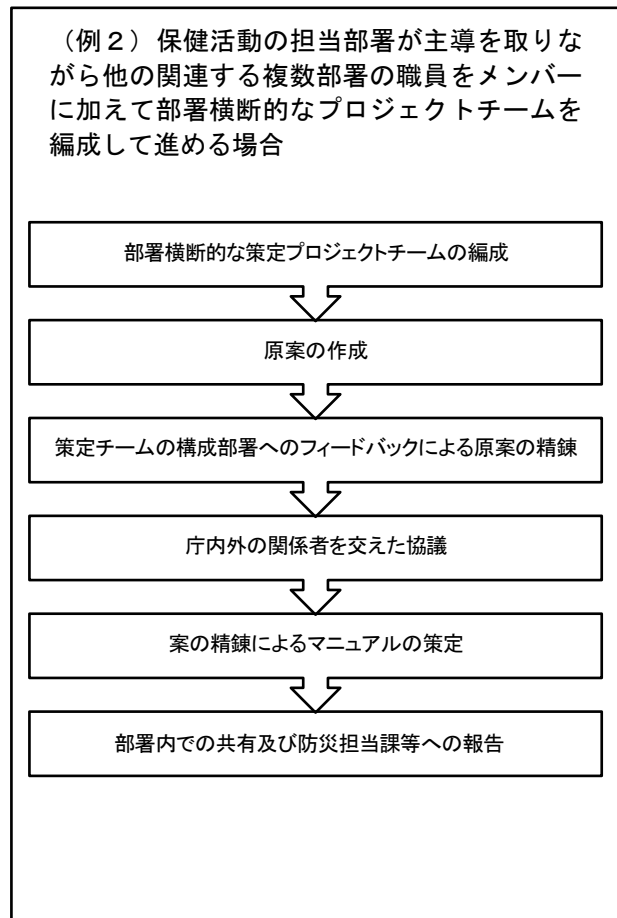 （例２）保健活動の担当部署が主導を取りな
がら他の関連する複数部署の職員をメンバー
に加えて部署横断的なプロジェクトチームを
編成して進める場合
部署横断的な策定プロジェクトチームの編成
原案の作成
策定チームの構成部署へのフィードバックによる原案の精錬
庁内外の関係者を交えた協議
案の精錬によるマニュアルの策定
部署内での共有及び防災担当課等への報告